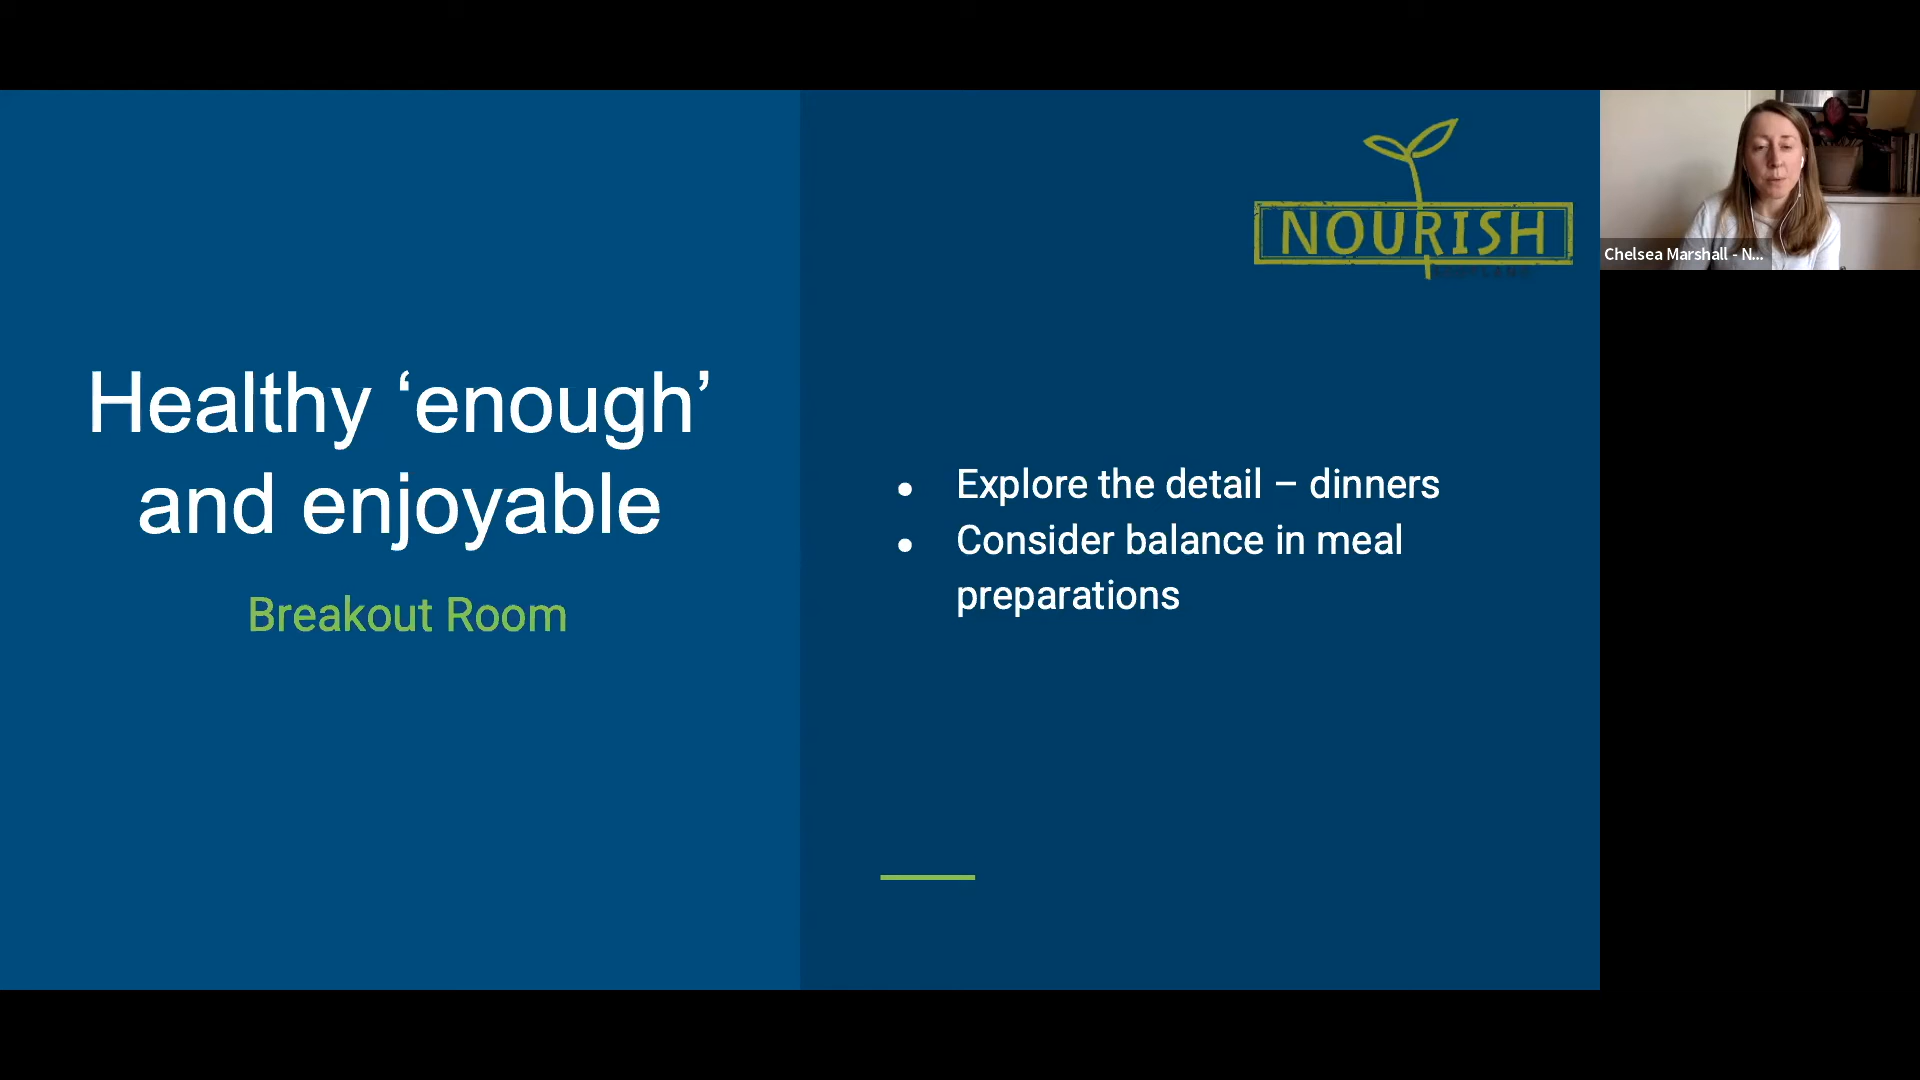 Healthy ‘enough’
and enjoyable
Breakout Room
NOURISH
● Explore the detail – dinners
● Consider balance in meal
preparations
Chelsea Marshall - N...